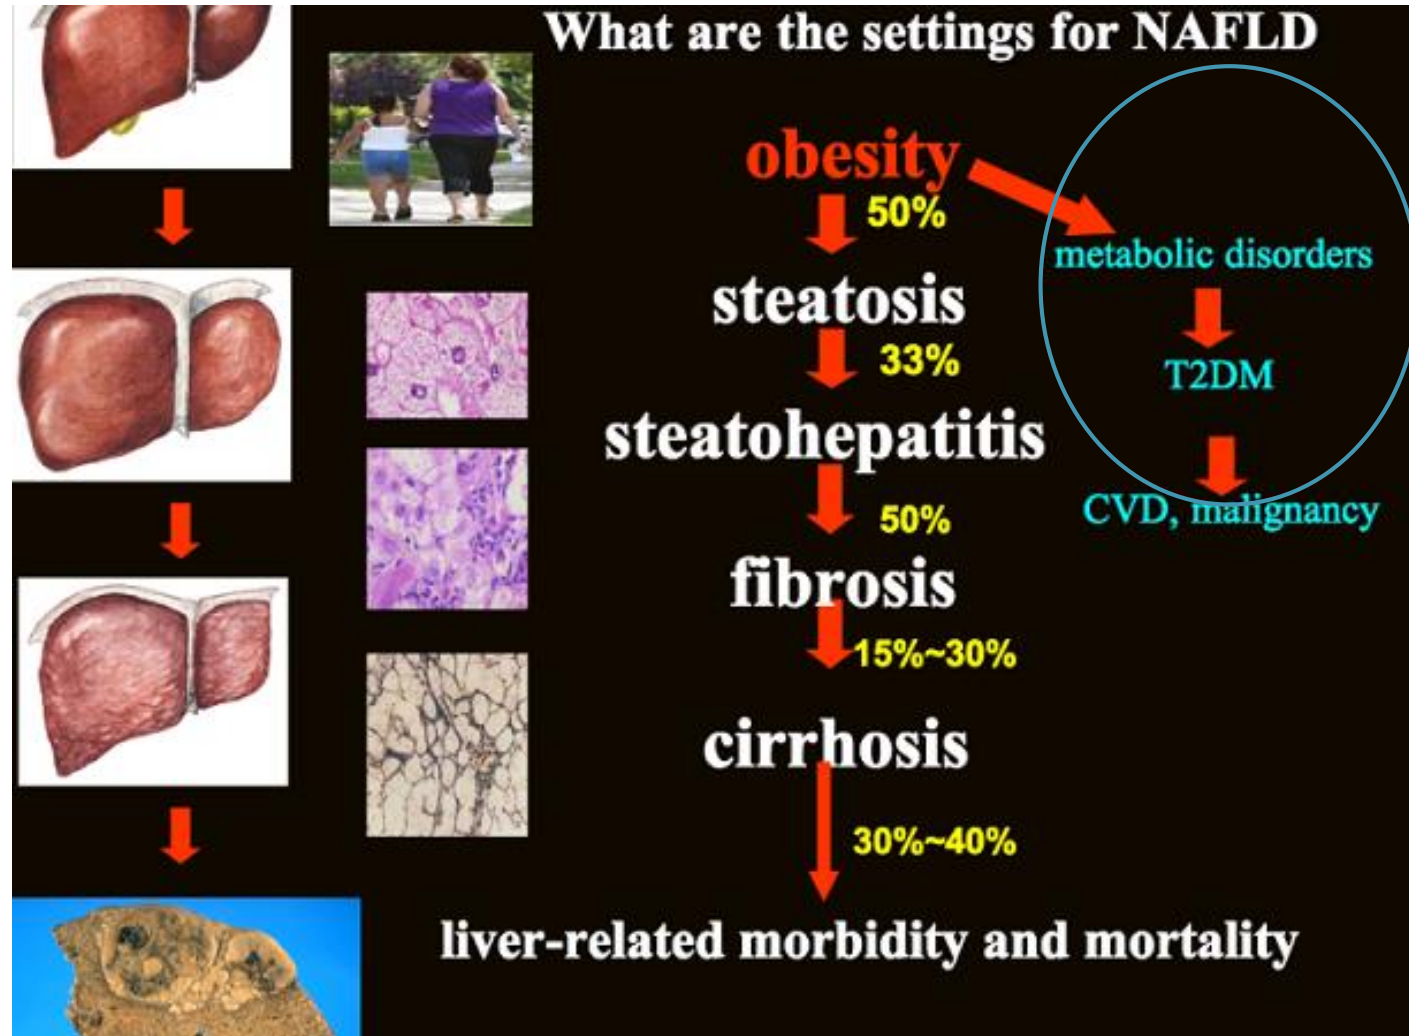 What are the settings for NAFLD
obesity
50%
metabolic disorders
steatosis
33%
T2DM
steatohepatitis
50%
CVD, malignancy
fibrosis
15%~30%
cirrhosis
30%~40%
liver-related morbidity and mortality